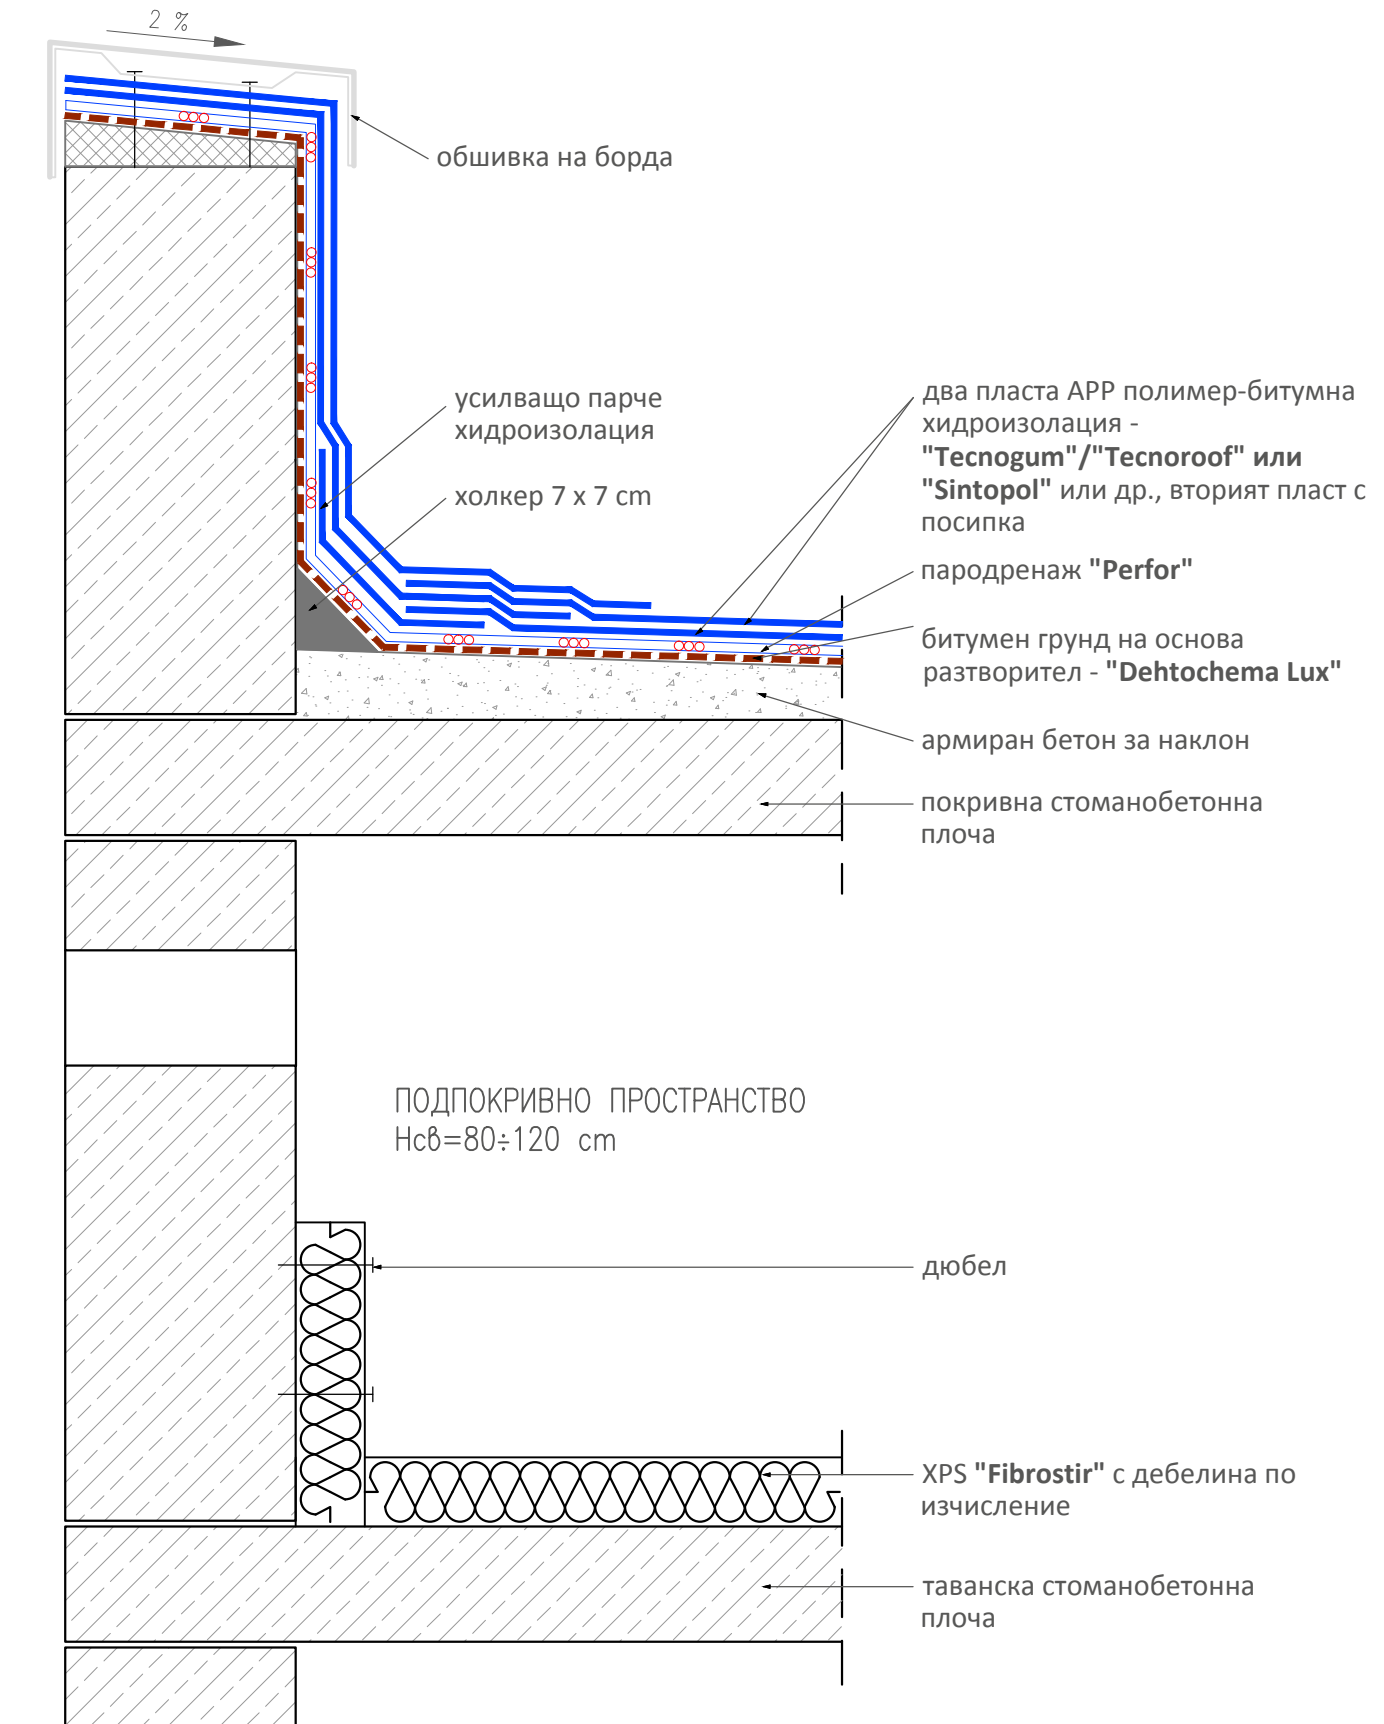 2 %
обшивка на борда
усилващо парче
хидроизолация
холкер 7 x 7 cm
два пласта APP полимер-битумна
хидроизолация -
"Tecnogum"/"Tecnoroof" или
"Sintopol" или др., вторият пласт с
посипка
пародренаж "Perfor"
битумен грунд на основа
разтворител - "Dehtochema Lux"
армиран бетон за наклон
покривна стоманобетонна
плоча
ПОДПОКРИВНО ПРОСТРАНСТВО
Нсв=80÷120 cm
дюбел
XPS "Fibrostir" с дебелина по
изчисление
таванска стоманобетонна
плоча